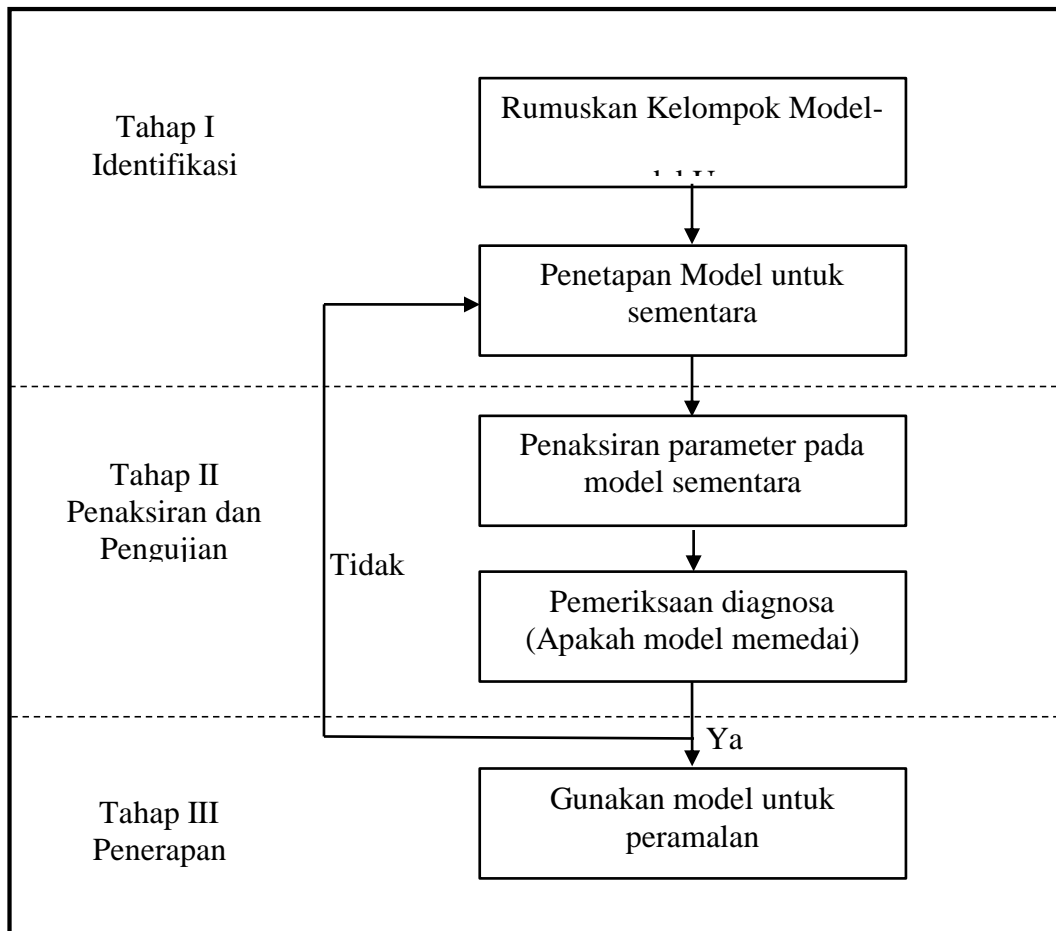 Tahap I
Identifikasi
Rumuskan Kelompok Model-
Penetapan Model untuk
sementara
Tahap II
Penaksiran dan
Pengujian
Penaksiran parameter pada
model sementara
Tidak
Pemeriksaan diagnosa
(Apakah model memedai)
Ya
Tahap III
Penerapan
Gunakan model untuk
peramalan